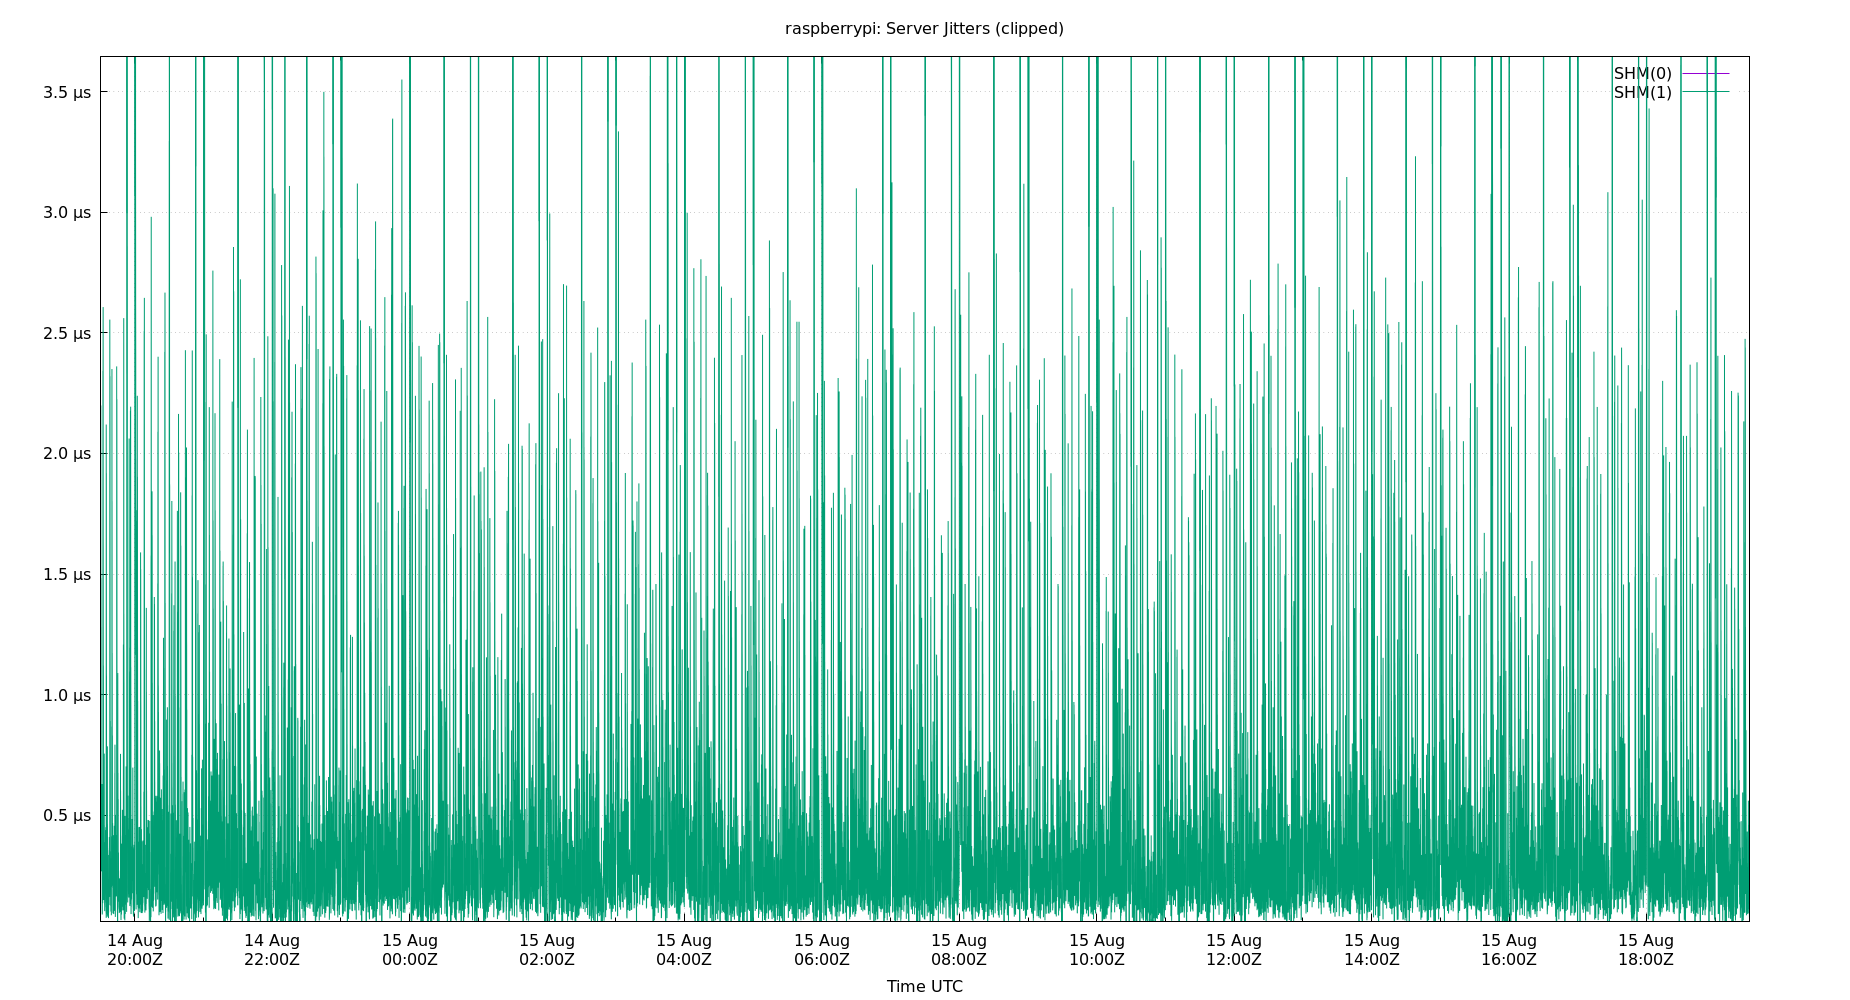 raspberrypi: Server Jitters (clipped)
SHM(0)
SHM(1)
3.5 µs
3.0 µs
2.5 µs
2.0 µs
1.5 µs
1.0 µs
0.5 µs
14 Aug 14 Aug 15 Aug 15 Aug 15 Aug 15 Aug 15 Aug 15 Aug 15 Aug 15 Aug 15 Aug 15 Aug
20:00Z 22:00Z 00:00Z 02:00Z 04:00Z 06:00Z 08:00Z 10:00Z 12:00Z 14:00Z 16:00Z 18:00Z
Time UTC